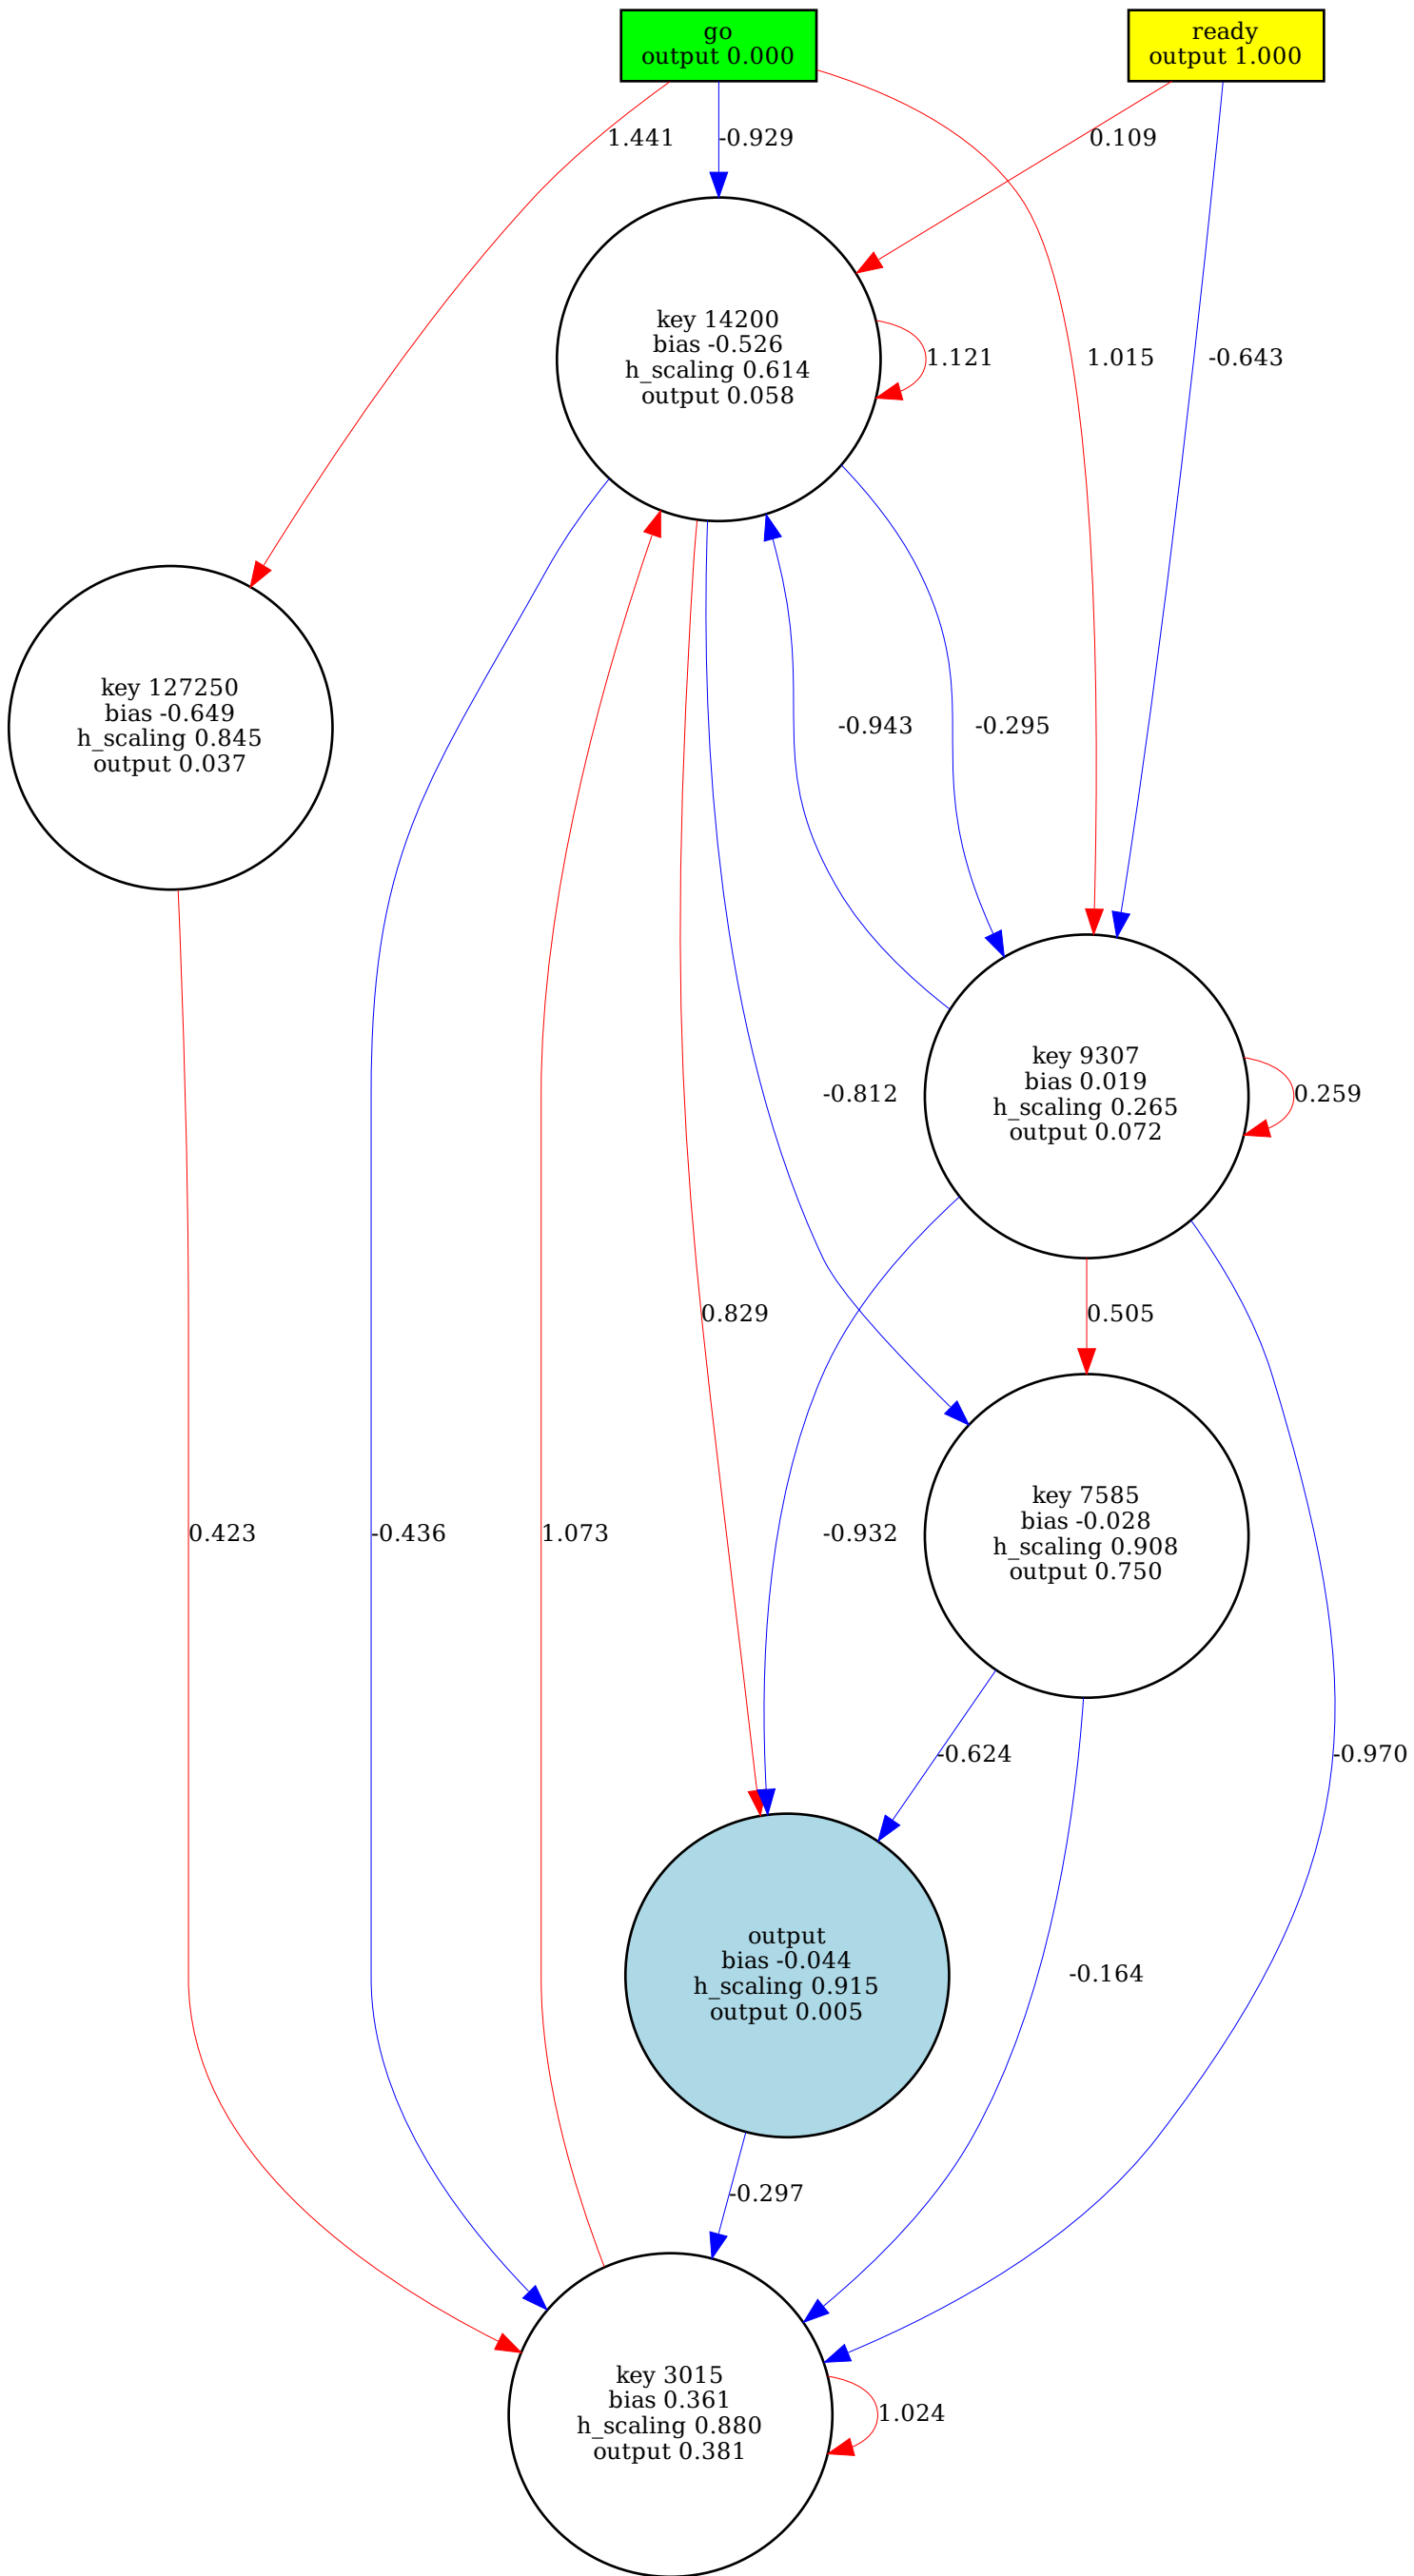 go
output 0.000
ready
output 1.000
1.441
-0.929
0.109
key 14200
bias -0.526
h_scaling 0.614
output 0.058
1.121
1.015
-0.643
key 127250
bias -0.649
h_scaling 0.845
output 0.037
-0.943
-0.295
key 9307
bias 0.019
h_scaling 0.265
output 0.072
-0.812
0.259
0.829
0.505
key 7585
bias -0.028
h_scaling 0.908
output 0.750
0.423
-0.436
1.073
-0.932
-0.624
-0.970
output
bias -0.044
h_scaling 0.915
output 0.005
-0.164
-0.297
key 3015
bias 0.361
h_scaling 0.880
output 0.381
1.024